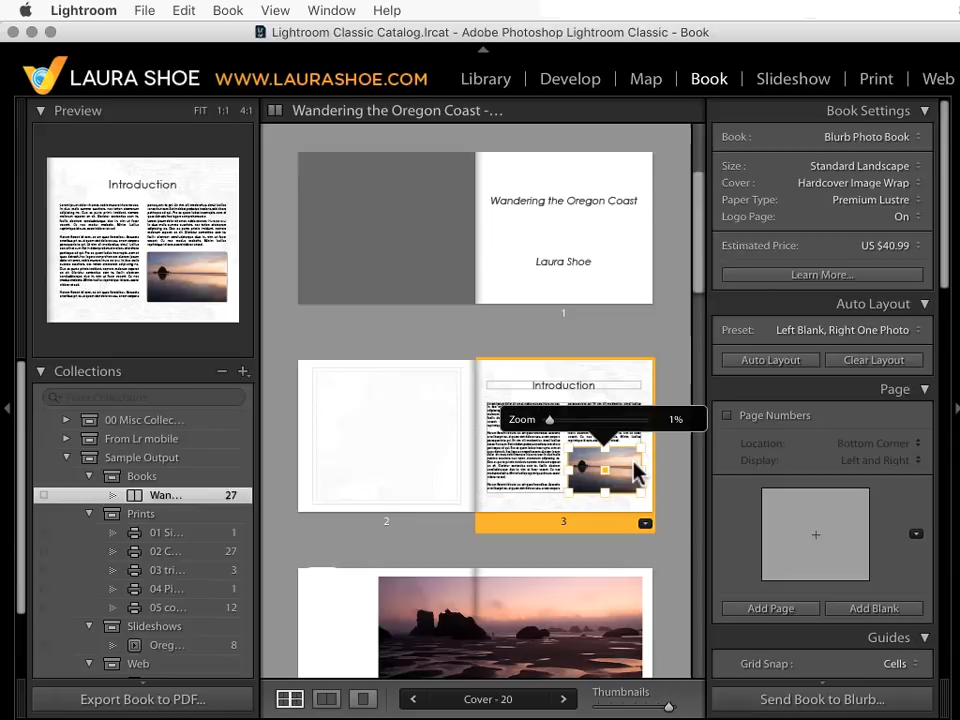 Lightroom File Edit Book View Window Help
Lightroom Classic Catalog.lrcat - Adobe Photoshop Lightroom Classic - Book
LAURA SHOE WWW.LAURASHOE.COM Library Develop Map Book Slideshow Print Web
Preview FIT 1:1 4:1
Introduction
Collections
Filter Collections
00 Misc Collec...
From Lr mobile
Sample Output
Books
Wan... 27
Prints
01 Si... 1
02 C... 27
03 tri... 3
04 Pi... 1
05 co... 12
Slideshows
Oreg... 8
Web
Export Book to PDF...
Wandering the Oregon Coast -...
Wandering the Oregon Coast
Laura Shoe
1
Introduction
Zoom 1%
2 3
Cover - 20
Thumbnails
Book Settings
Book : Blurb Photo Book
Size : Standard Landscape
Cover : Hardcover Image Wrap
Paper Type: Premium Lustre
Logo Page: On
Estimated Price: US $40.99
Learn More...
Auto Layout
Preset: Left Blank, Right One Photo
Auto Layout Clear Layout
Page
Page Numbers
Location: Bottom Corner
Display: Left and Right
Add Page Add Blank
Guides
Grid Snap : Cells
Send Book to Blurb...